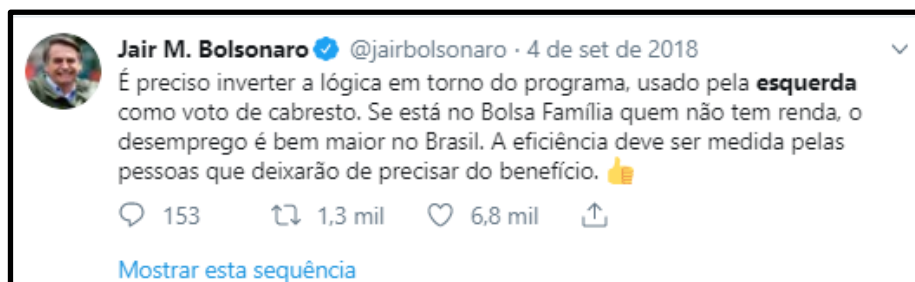 Jair M. Bolsonaro @jairbolsonaro · 4 de set de 2018
É preciso inverter a lógica em torno do programa, usado pela esquerda
como voto de cabresto. Se está no Bolsa Família quem não tem renda, o
desemprego é bem maior no Brasil. A eficiência deve ser medida pelas
pessoas que deixarão de precisar do benefício. 👍
153 1,3 mil 6,8 mil
Mostrar esta sequência